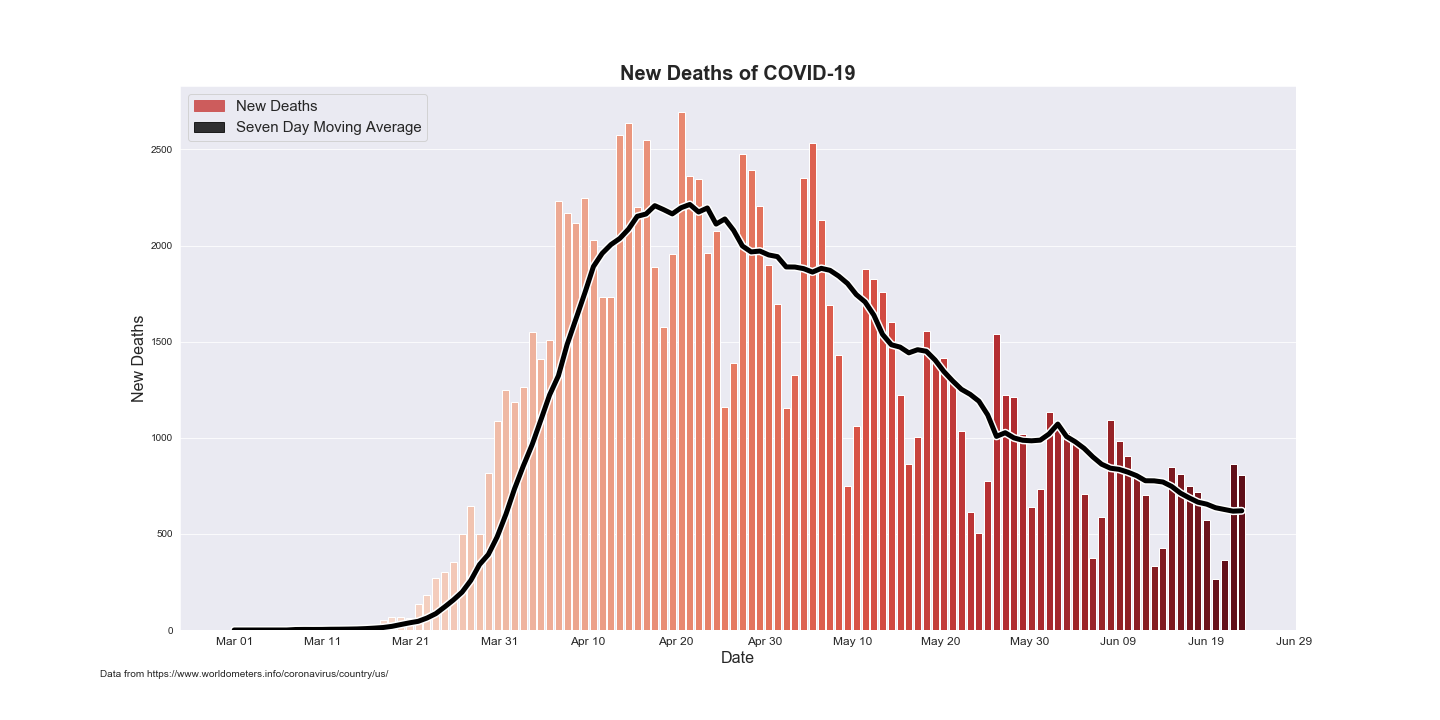 New Deaths of COVID-19
New Deaths
Seven Day Moving Average
2500
2000
1500
1000
500
0
New Deaths
Mar 01 Mar 11 Mar 21 Mar 31 Apr 10 Apr 20 Apr 30 May 10 May 20 May 30 Jun 09 Jun 19 Jun 29
Date
Data from https://www.worldometers.info/coronavirus/country/us/